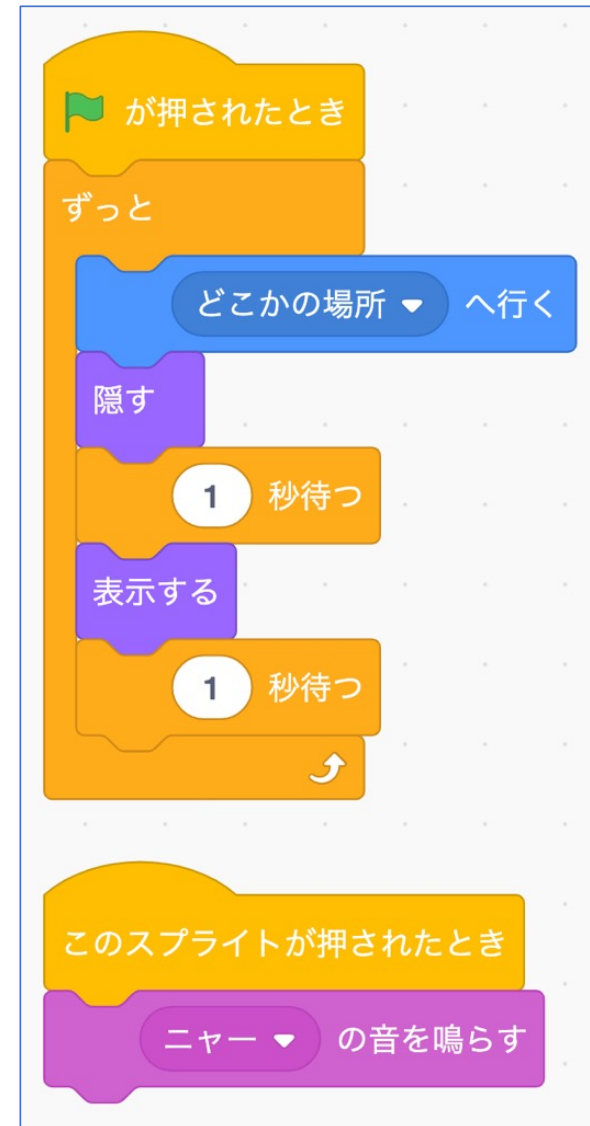 が押されたとき
ずっと
どこかの場所 へ行く
隠す
1 秒待つ
表示する
1 秒待つ
このスプライトが押されたとき
ニャー の音を鳴らす